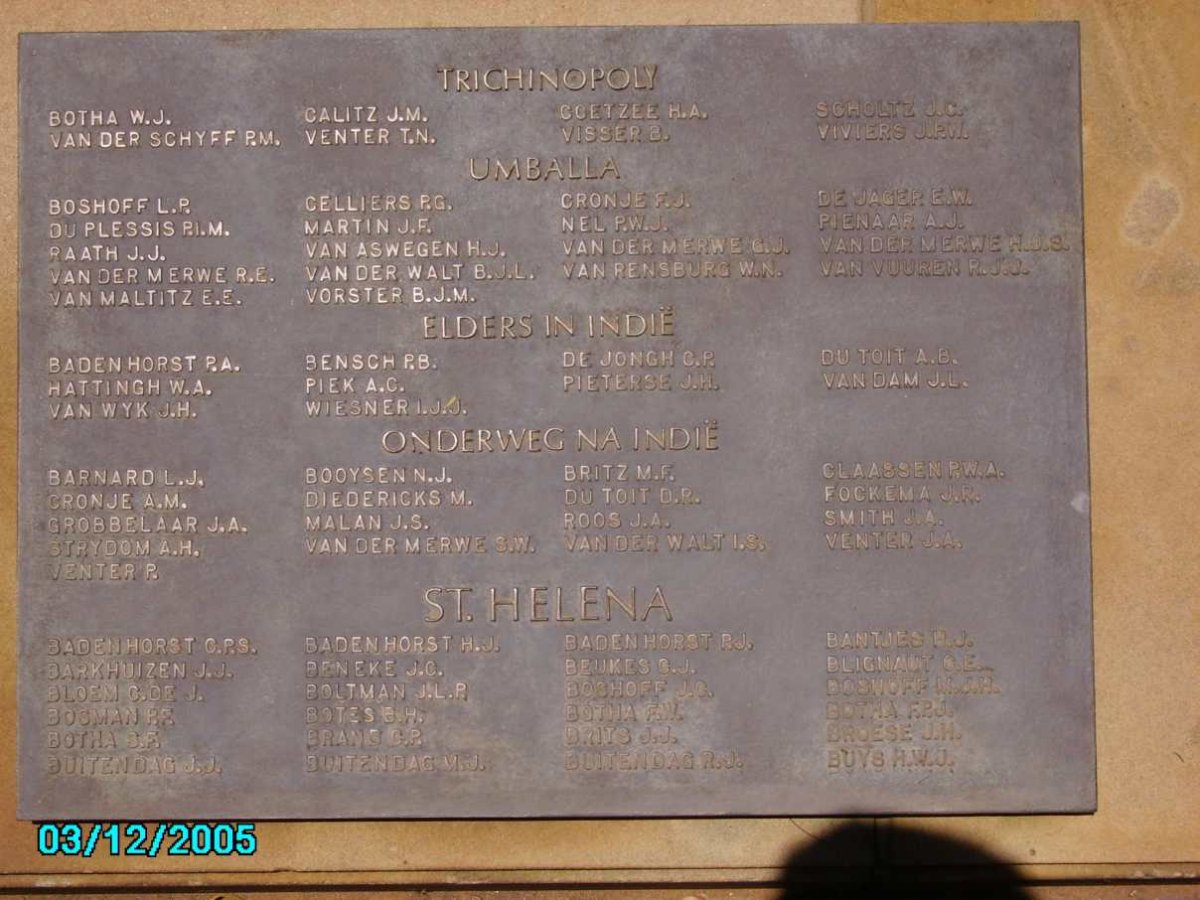 TRICHINOPOLY
BOTHA W.J. CALITZ J.M. COETZEE H.A. SCHOLTZ J.C.
VAN DER SCHYFF P.M. VENTER T.N. VISSER B. VIVIERS J.P.W.
UMBALLA
BOSHOFF L.P. CELLIERS P.G. CRONJE F.J. DE JAGER E.W.
DU PLESSIS P.I.M. MARTIN J.F. NEL P.W.J. PIENAAR A.J.
RAATH J.J. VAN ASWEGEN H.J. VAN DER MERWE G.J. VAN DER MERWE H.J.S.
VAN DER MERWE R.E. VAN DER WALT B.J.L. VAN RENSBURG W.N. VAN VUUREN R.J.J.
VAN MALTITZ E.E. VORSTER B.J.M.
ELDERS IN INDIË
BADENHORST P.A. BENSCH P.B. DE JONGH C.P. DU TOIT A.B.
HATTINGH W.A. PIEK A.C. PIETERSE J.H. VAN DAM J.L.
VAN WYK J.H. WIESNER I.J.J.
ONDERWEG NA INDIË
BARNARD L.J. BOOYSEN N.J. BRITZ M.F. CLAASSEN P.W.A.
CRONJE A.M. DIEDERICKS M. DU TOIT D.R. FOCKEMA J.R.
GROBBELAAR J.A. MALAN J.S. ROOS J.A. SMITH J.A.
STRYDOM A.H. VAN DER MERWE S.W. VAN DER WALT I.S. VENTER J.A.
VENTER P.
ST. HELENA
BADENHORST C.P.S. BADENHORST H.J. BADENHORST P.J. BANTJES
BARKHUIZEN J.J. BENEKE J.C. BEUKES G.J. BLIGNAUT C.E.
BLOEM C.DE J. BOLTMAN J.L.P. BOSHOFF J.C. BOSHOFF M.J.H.
BOSMAN P.F. BOTES BOTHA BOTHA F.P.J.
BOTHA S.F. BRITS J.J. BROESE J.H.
BUITENDAG J.J. BUITENDAG M.J. BUITENDAG R.J. BUYS H.W.J.
03/12/2005